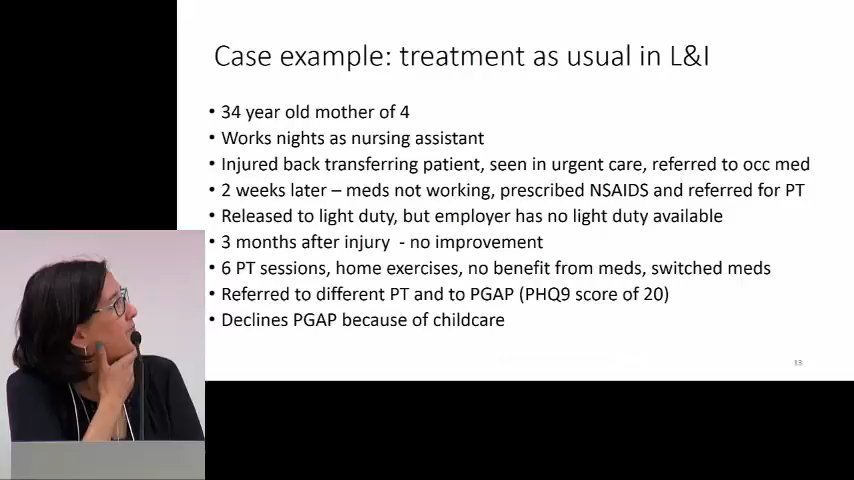 Case example: treatment as usual in L&I
• 34 year old mother of 4
• Works nights as nursing assistant
• Injured back transferring patient, seen in urgent care, referred to occ med
• 2 weeks later – meds not working, prescribed NSAIDS and referred for PT
• Released to light duty, but employer has no light duty available
• 3 months after injury - no improvement
• 6 PT sessions, home exercises, no benefit from meds, switched meds
• Referred to different PT and to PGAP (PHQ9 score of 20)
• Declines PGAP because of childcare
13